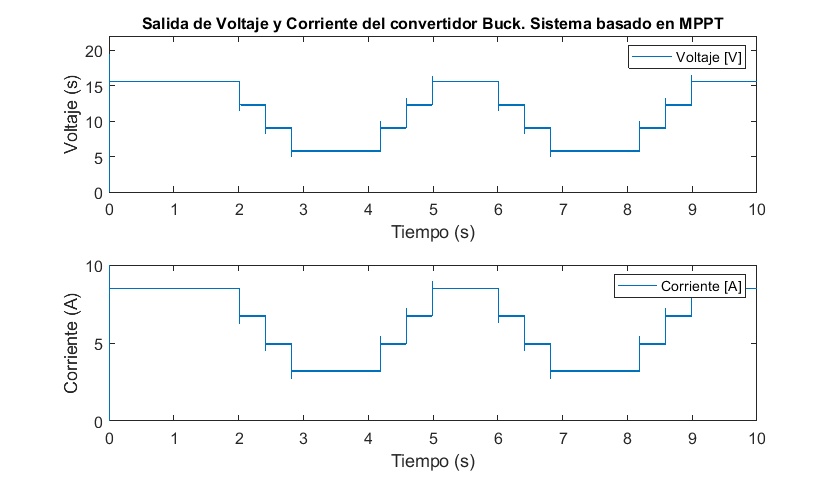 Salida de Voltaje y Corriente del convertidor Buck. Sistema basado en MPPT
Voltaje (s)
20
15
10
5
0
Voltaje [V]
0 1 2 3 4 5 6 7 8 9 10
Tiempo (s)
Corriente (A)
10
5
0
Corriente [A]
0 1 2 3 4 5 6 7 8 9 10
Tiempo (s)